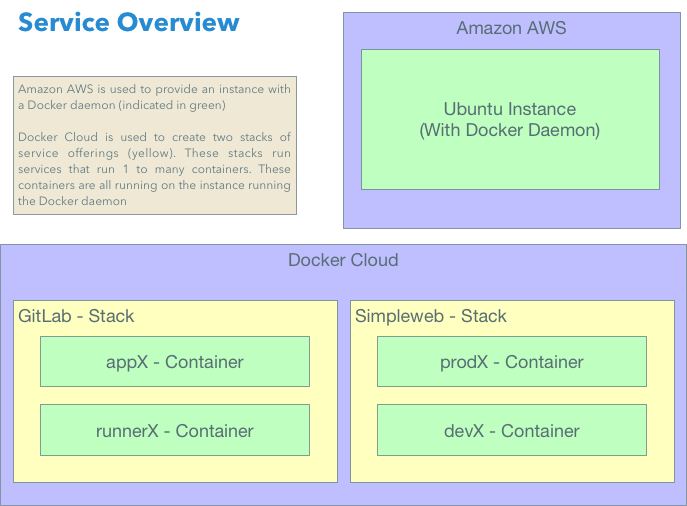 Service Overview
Amazon AWS is used to provide an instance with
a Docker daemon (indicated in green)
Docker Cloud is used to create two stacks of
service offerings (yellow). These stacks run
services that run 1 to many containers. These
containers are all running on the instance running
the Docker daemon
Amazon AWS
Ubuntu Instance
(With Docker Daemon)
Docker Cloud
GitLab - Stack
appX - Container
runnerX - Container
Simpleweb - Stack
prodX - Container
devX - Container